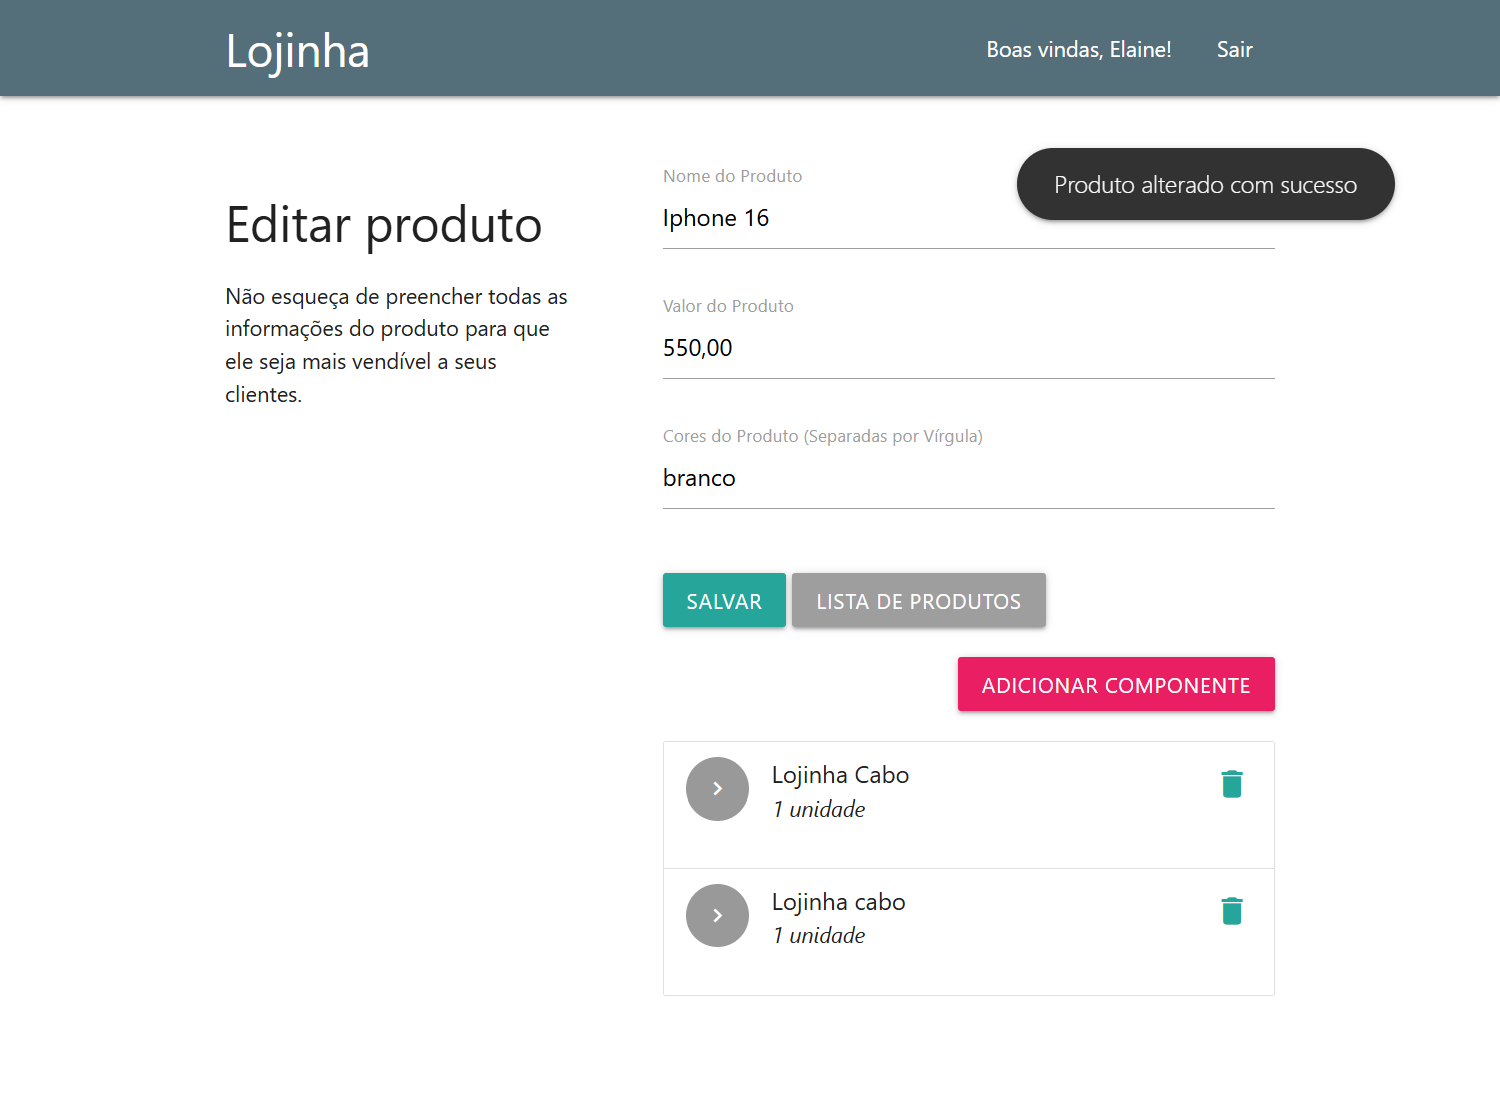 Lojinha
Boas vindas, Elaine!
Sair
Produto alterado com sucesso
Editar produto
Não esqueça de preencher todas as
informações do produto para que
ele seja mais vendível a seus
clientes.
Nome do Produto
Iphone 16
Valor do Produto
550,00
Cores do Produto (Separadas por Vírgula)
branco
SALVAR
LISTA DE PRODUTOS
ADICIONAR COMPONENTE
Lojinha Cabo
1 unidade
Lojinha cabo
1 unidade